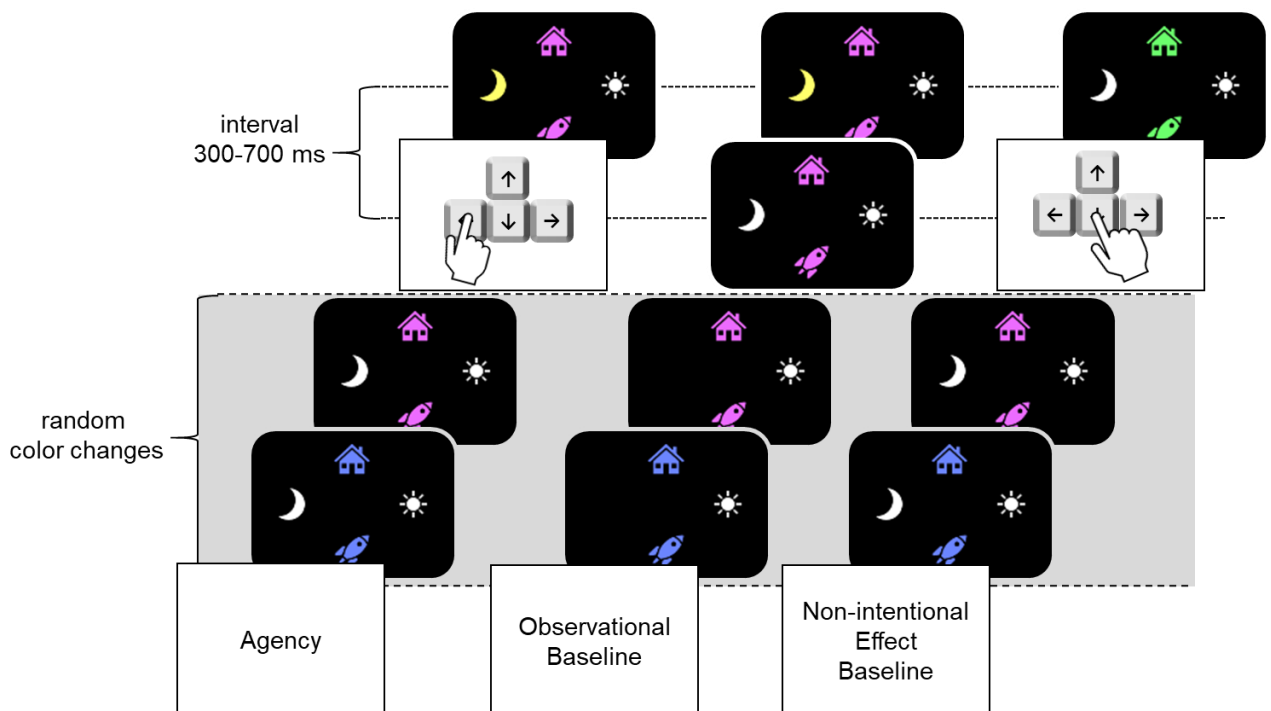 interval
300-700 ms
random
color changes
Agency
Observational
Baseline
Non-intentional
Effect
Baseline